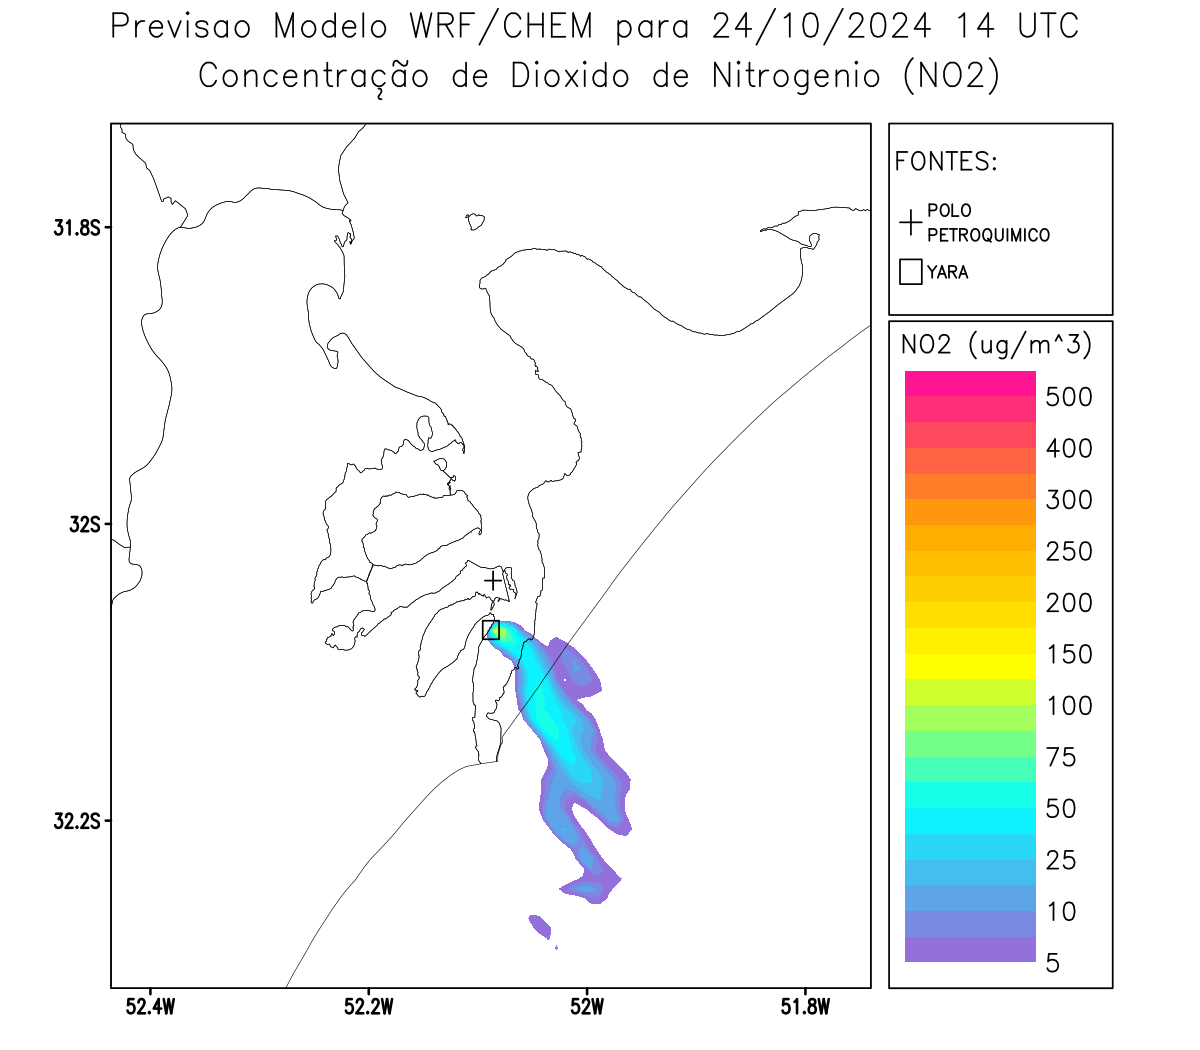 Previsao Modelo WRF/CHEM para 24/10/2024 14 UTC
Concentração de Dioxido de Nitrogenio (NO2)
FONTES:
POLO
PETROQUIMICO
YARA
NO2 (ug/m^3)
500
400
300
250
200
150
100
75
50
25
10
5
31.8S
32S
32.2S
52.4W
52.2W
52W
51.8W